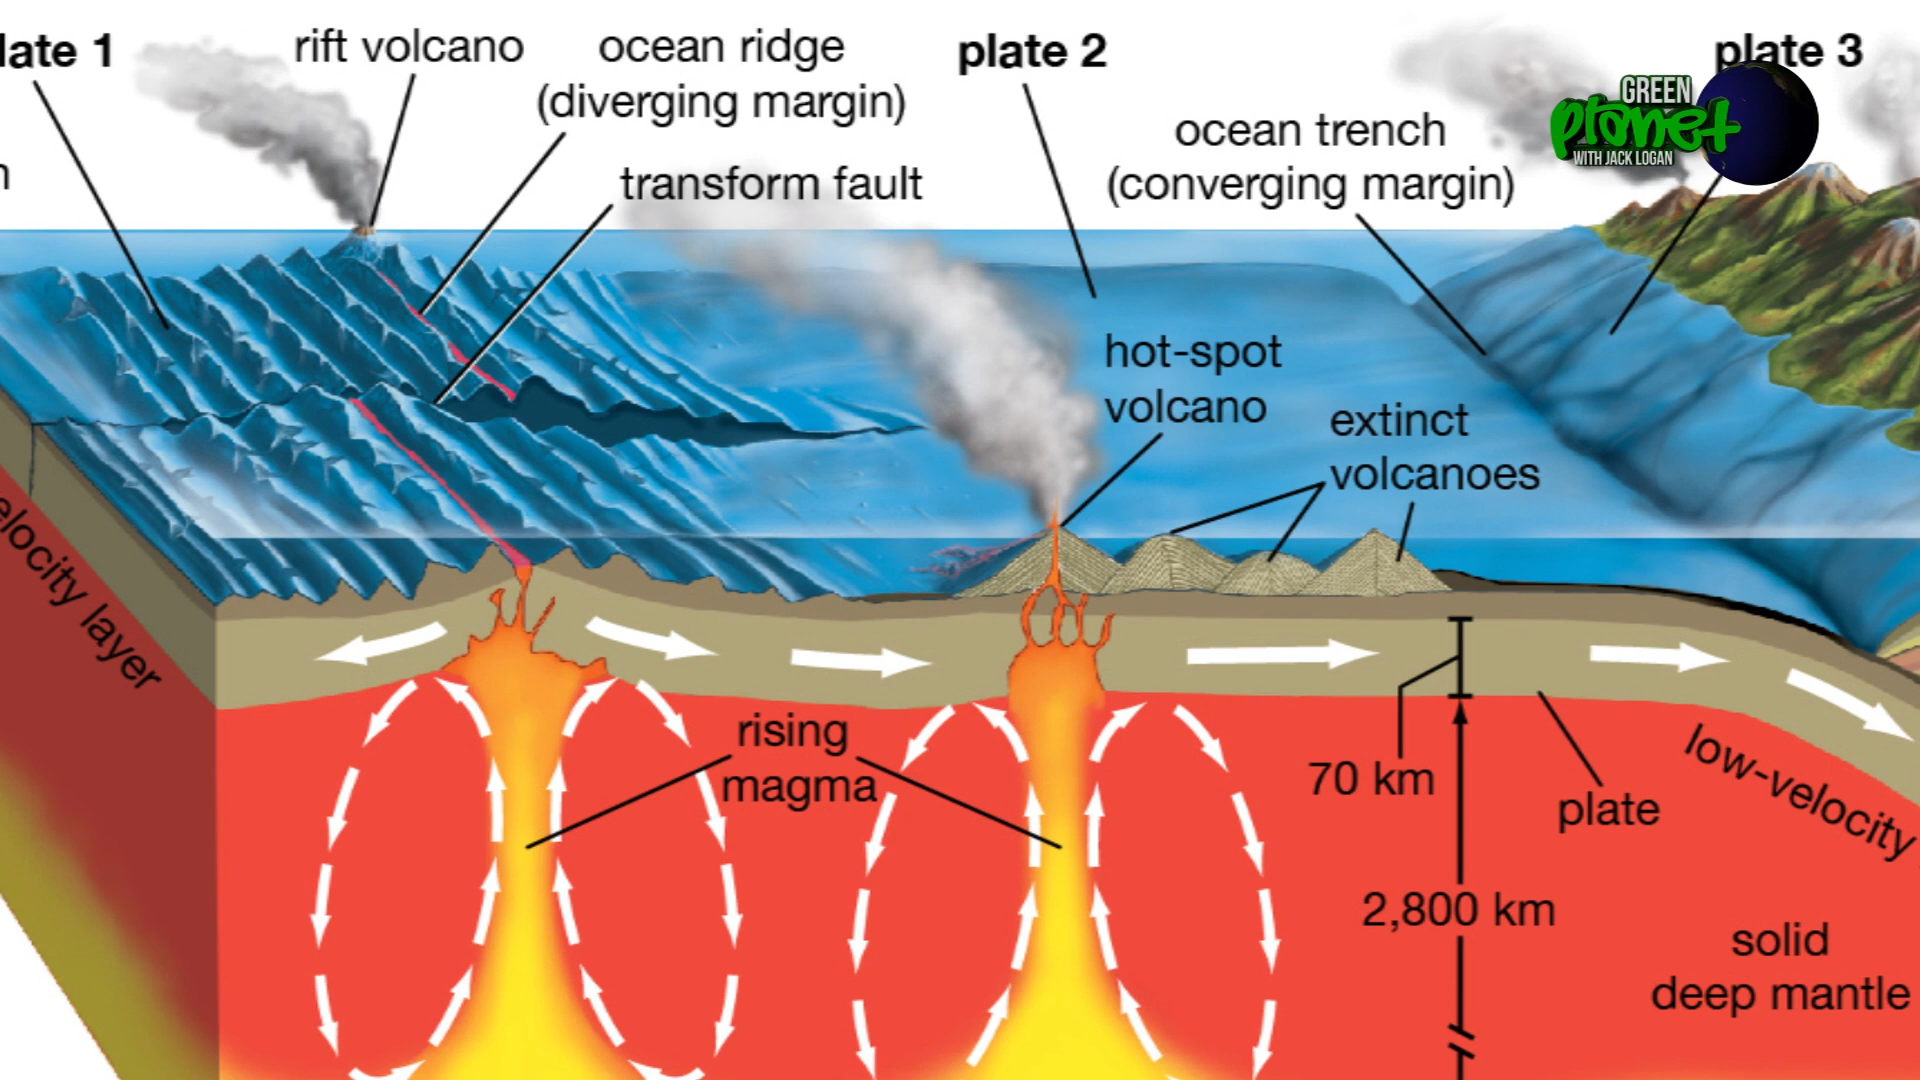 late 1
rift volcano
ocean ridge
(diverging margin)
transform fault
plate 2
ocean trench
(converging margin)
plate 3
GREEN
planet
WITH JACK LOGAN
n
hot-spot
volcano
extinct
volcanoes
elocity layer
rising
magma
70 km
plate
low-velocity
2,800 km
solid
deep mantle